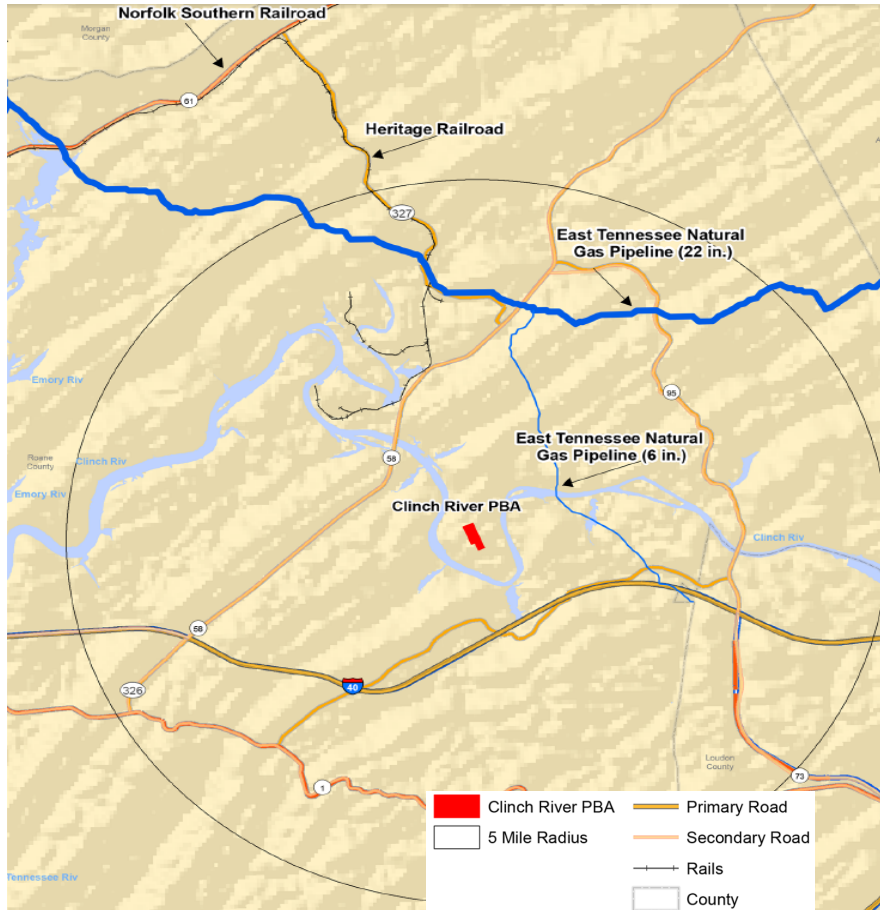 Norfolk Southern Railroad
Morgan
County
61
Heritage Railroad
327
East Tennessee Natural
Gas Pipeline (22 in.)
Emory Riv
95
East Tennessee Natural
Gas Pipeline (6 in.)
58
Roane
County
Clinch Riv
Emory Riv
Clinch River PBA
Clinch Riv
58
40
326
Loudon
County
73
1
Tennessee Riv
Clinch River PBA
5 Mile Radius
Primary Road
Secondary Road
Rails
County